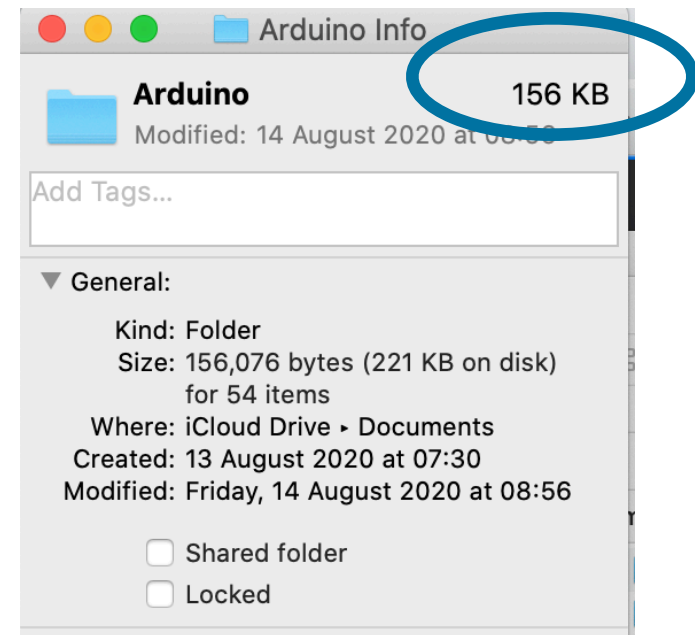 Arduino Info
Arduino 156 KB
Modified: 14 August 2020 at 08:56
Add Tags...
General:
Kind: Folder
Size: 156,076 bytes (221 KB on disk)
for 54 items
Where: iCloud Drive ▸ Documents
Created: 13 August 2020 at 07:30
Modified: Friday, 14 August 2020 at 08:56
Shared folder
Locked